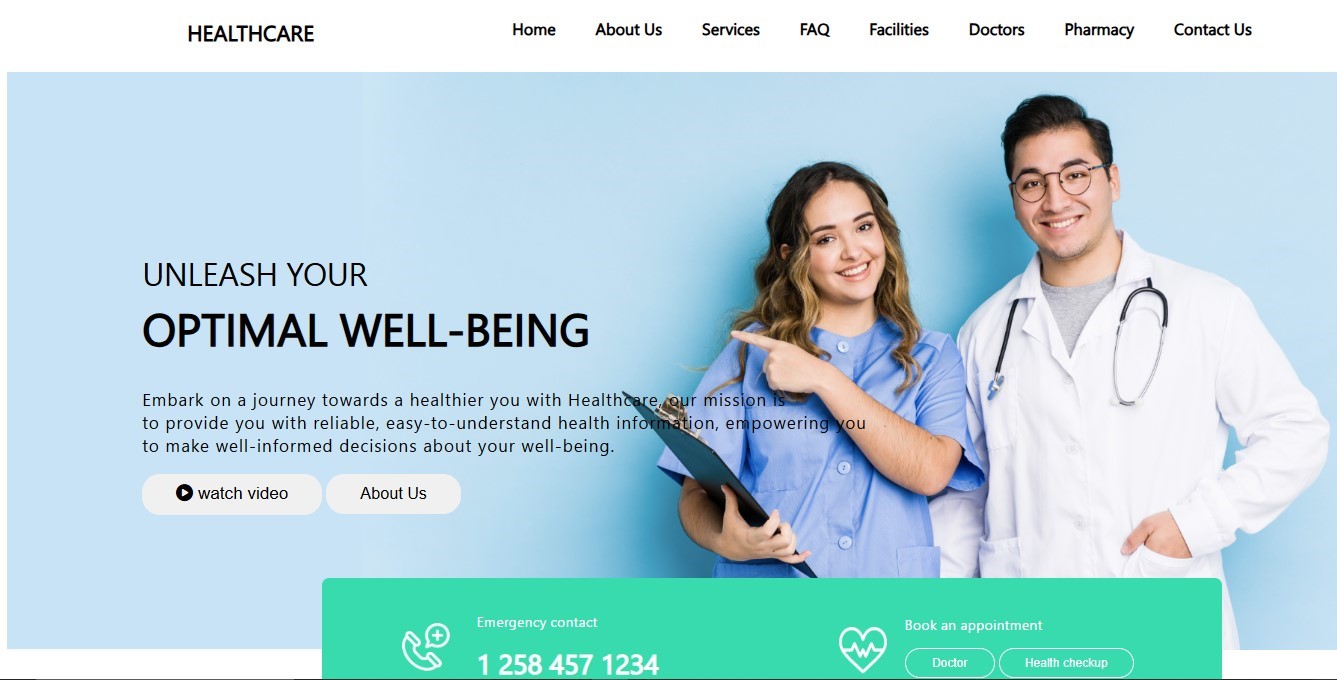 HEALTHCARE
Home About Us Services FAQ Facilities Doctors Pharmacy Contact Us
UNLEASH YOUR
OPTIMAL WELL-BEING
Embark on a journey towards a healthier you with Healthcare, our mission is
to provide you with reliable, easy-to-understand health information, empowering you
to make well-informed decisions about your well-being.
watch video About Us
Emergency contact
1 258 457 1234
Book an appointment
Doctor Health checkup